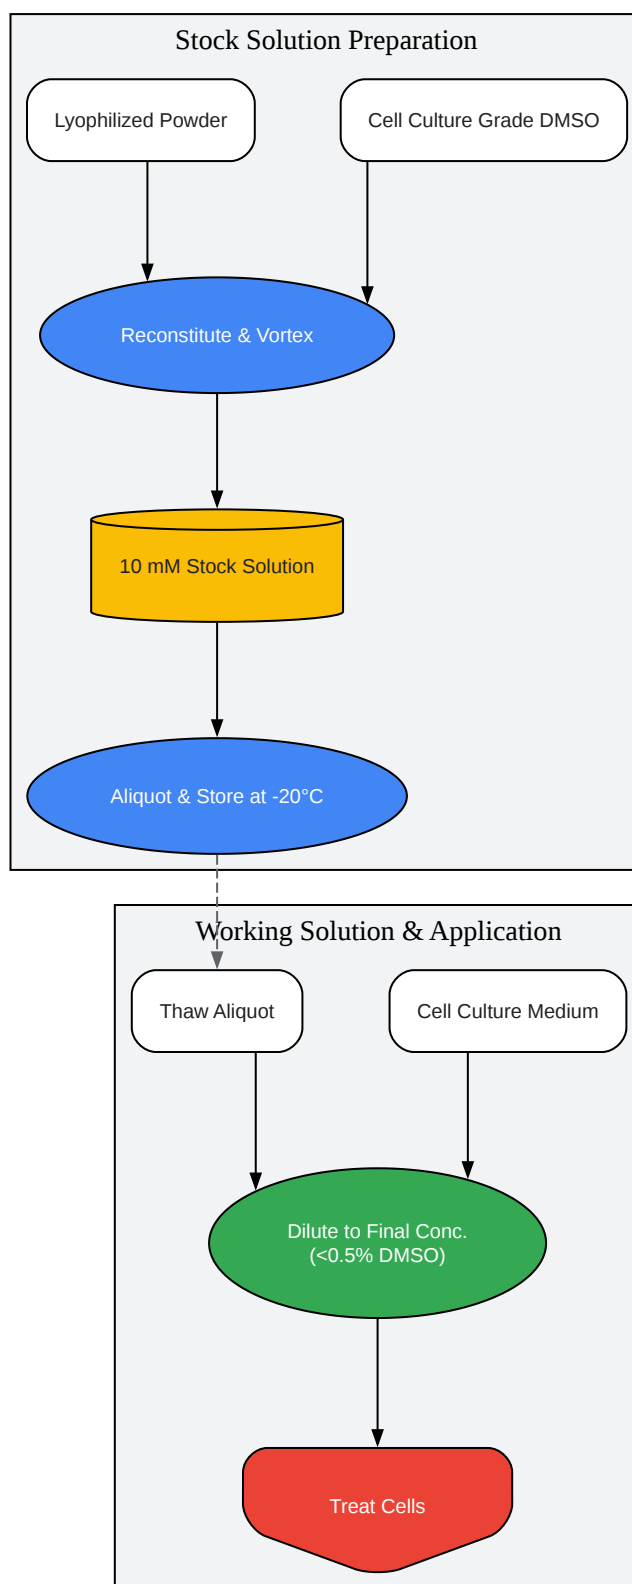 Stock Solution Preparation
Lyophilized Powder
Cell Culture Grade DMSO
Reconstitute & Vortex
10 mM Stock Solution
Aliquot & Store at -20°C
Working Solution & Application
Thaw Aliquot
Cell Culture Medium
Dilute to Final Conc.
(<0.5% DMSO)
Treat Cells